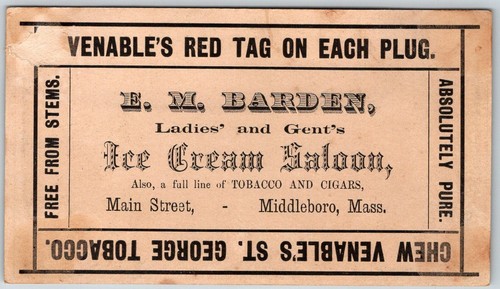 VENABLE'S RED TAG ON EACH PLUG.
FREE FROM STEMS.
E. M. BARDEN,
Ladies' and Gent's
Ice Cream Saloon,
Also, a full line of TOBACCO AND CIGARS,
Main Street, - Middleboro, Mass.
ABSOLUTELY PURE.
CHEW VENABLE'S ST. GEORGE TOBACCO.